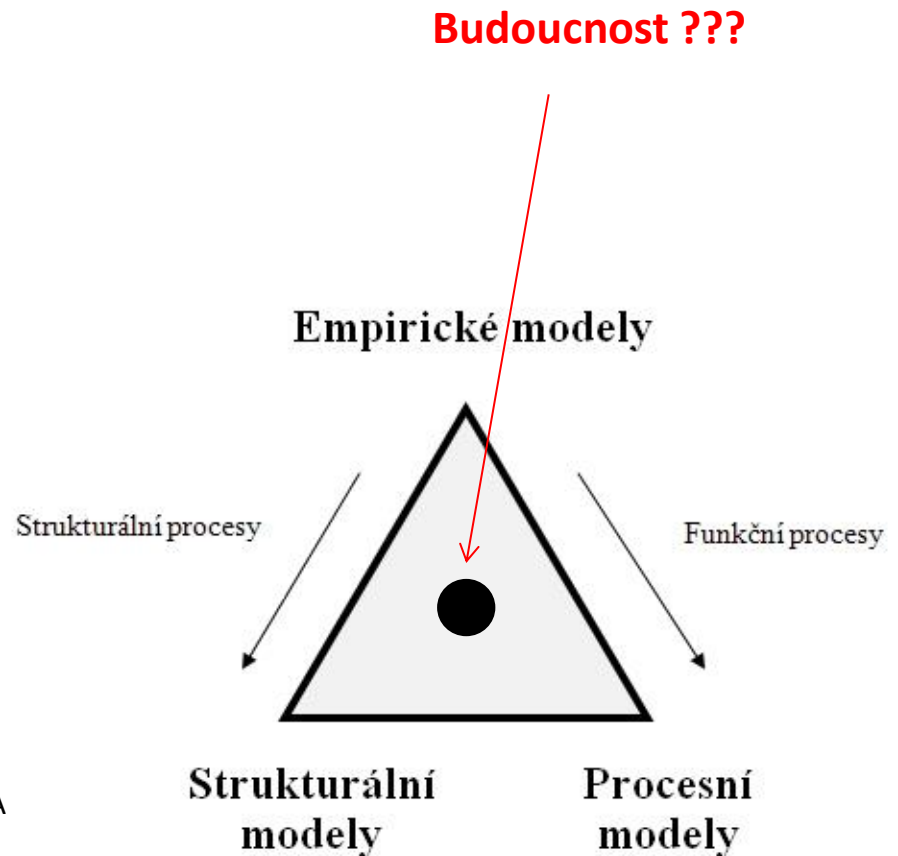 Budoucnost ???
Empirické modely
Strukturální procesy
Funkční procesy
Strukturální
modely
Procesní
modely
A